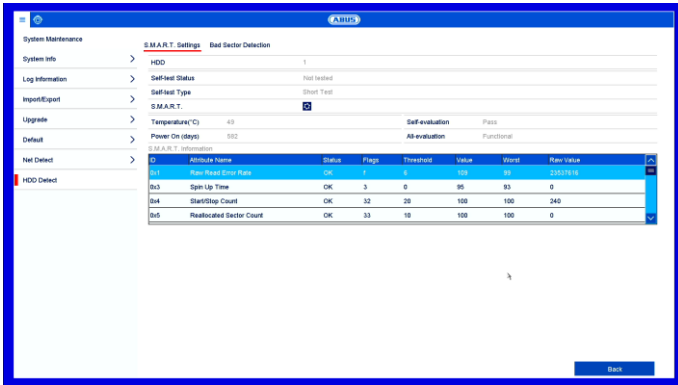 ABUS
System Maintenance
System Info
Log Information
Import/Export
Upgrade
Default
Net Detect
HDD Detect
S.M.A.R.T. Settings Bad Sector Detection
HDD 1
Self-test Status Not tested
Self-test Type Short Test
S.M.A.R.T.
Temperature(°C) 49 Self-evaluation Pass
Power On (days) 502 All-evaluation Functional
S.M.A.R.T. Information
ID Attribute Name Status Flags Threshold Value Worst Raw Value
0x1 Raw Read Error Rate OK f 6 108 99 23537616
0x3 Spin Up Time OK 3 0 95 93 0
0x4 Start/Stop Count OK 32 20 100 100 240
0x5 Reallocated Sector Count OK 33 10 100 100 0
Back